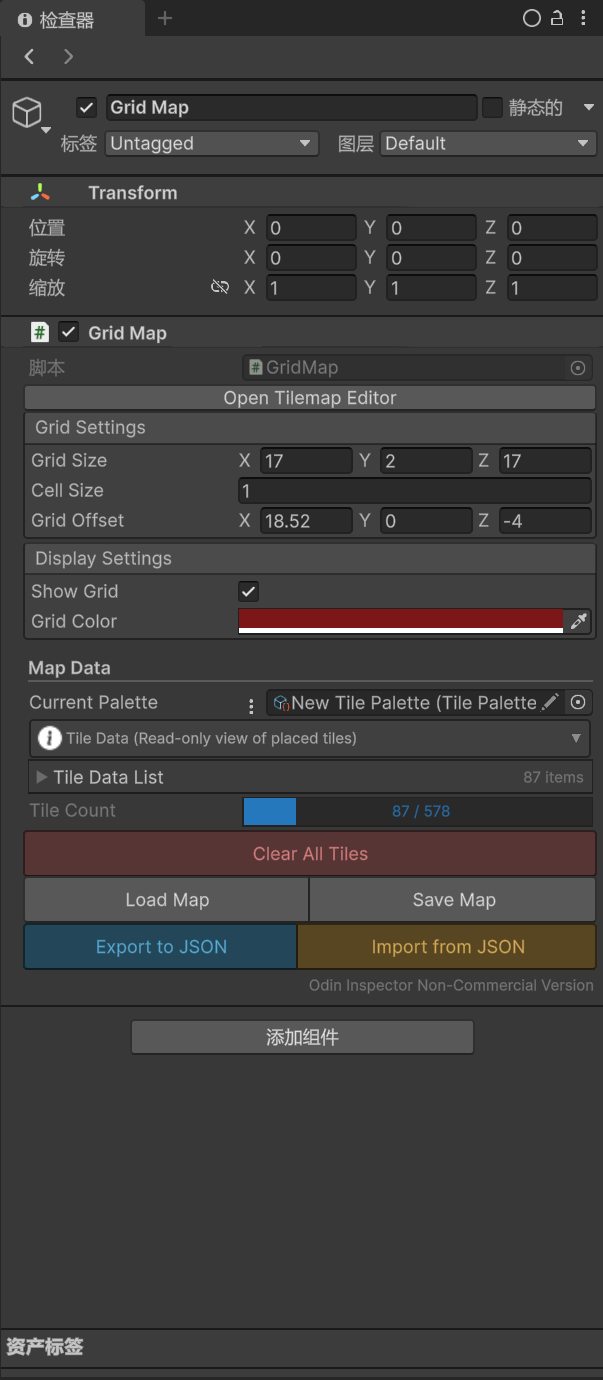 检查器
Grid Map 静态的
标签 Untagged 图层 Default
Transform
位置 X 0 Y 0 Z 0
旋转 X 0 Y 0 Z 0
缩放 X 1 Y 1 Z 1
# Grid Map
脚本 # GridMap
Open Tilemap Editor
Grid Settings
Grid Size X 17 Y 2 Z 17
Cell Size 1
Grid Offset X 18.52 Y 0 Z -4
Display Settings
Show Grid
Grid Color
Map Data
Current Palette New Tile Palette (Tile Palette
Tile Data (Read-only view of placed tiles)
Tile Data List 87 items
Tile Count 87 / 578
Clear All Tiles
Load Map Save Map
Export to JSON Import from JSON
Odin Inspector Non-Commercial Version
添加组件
资产标签